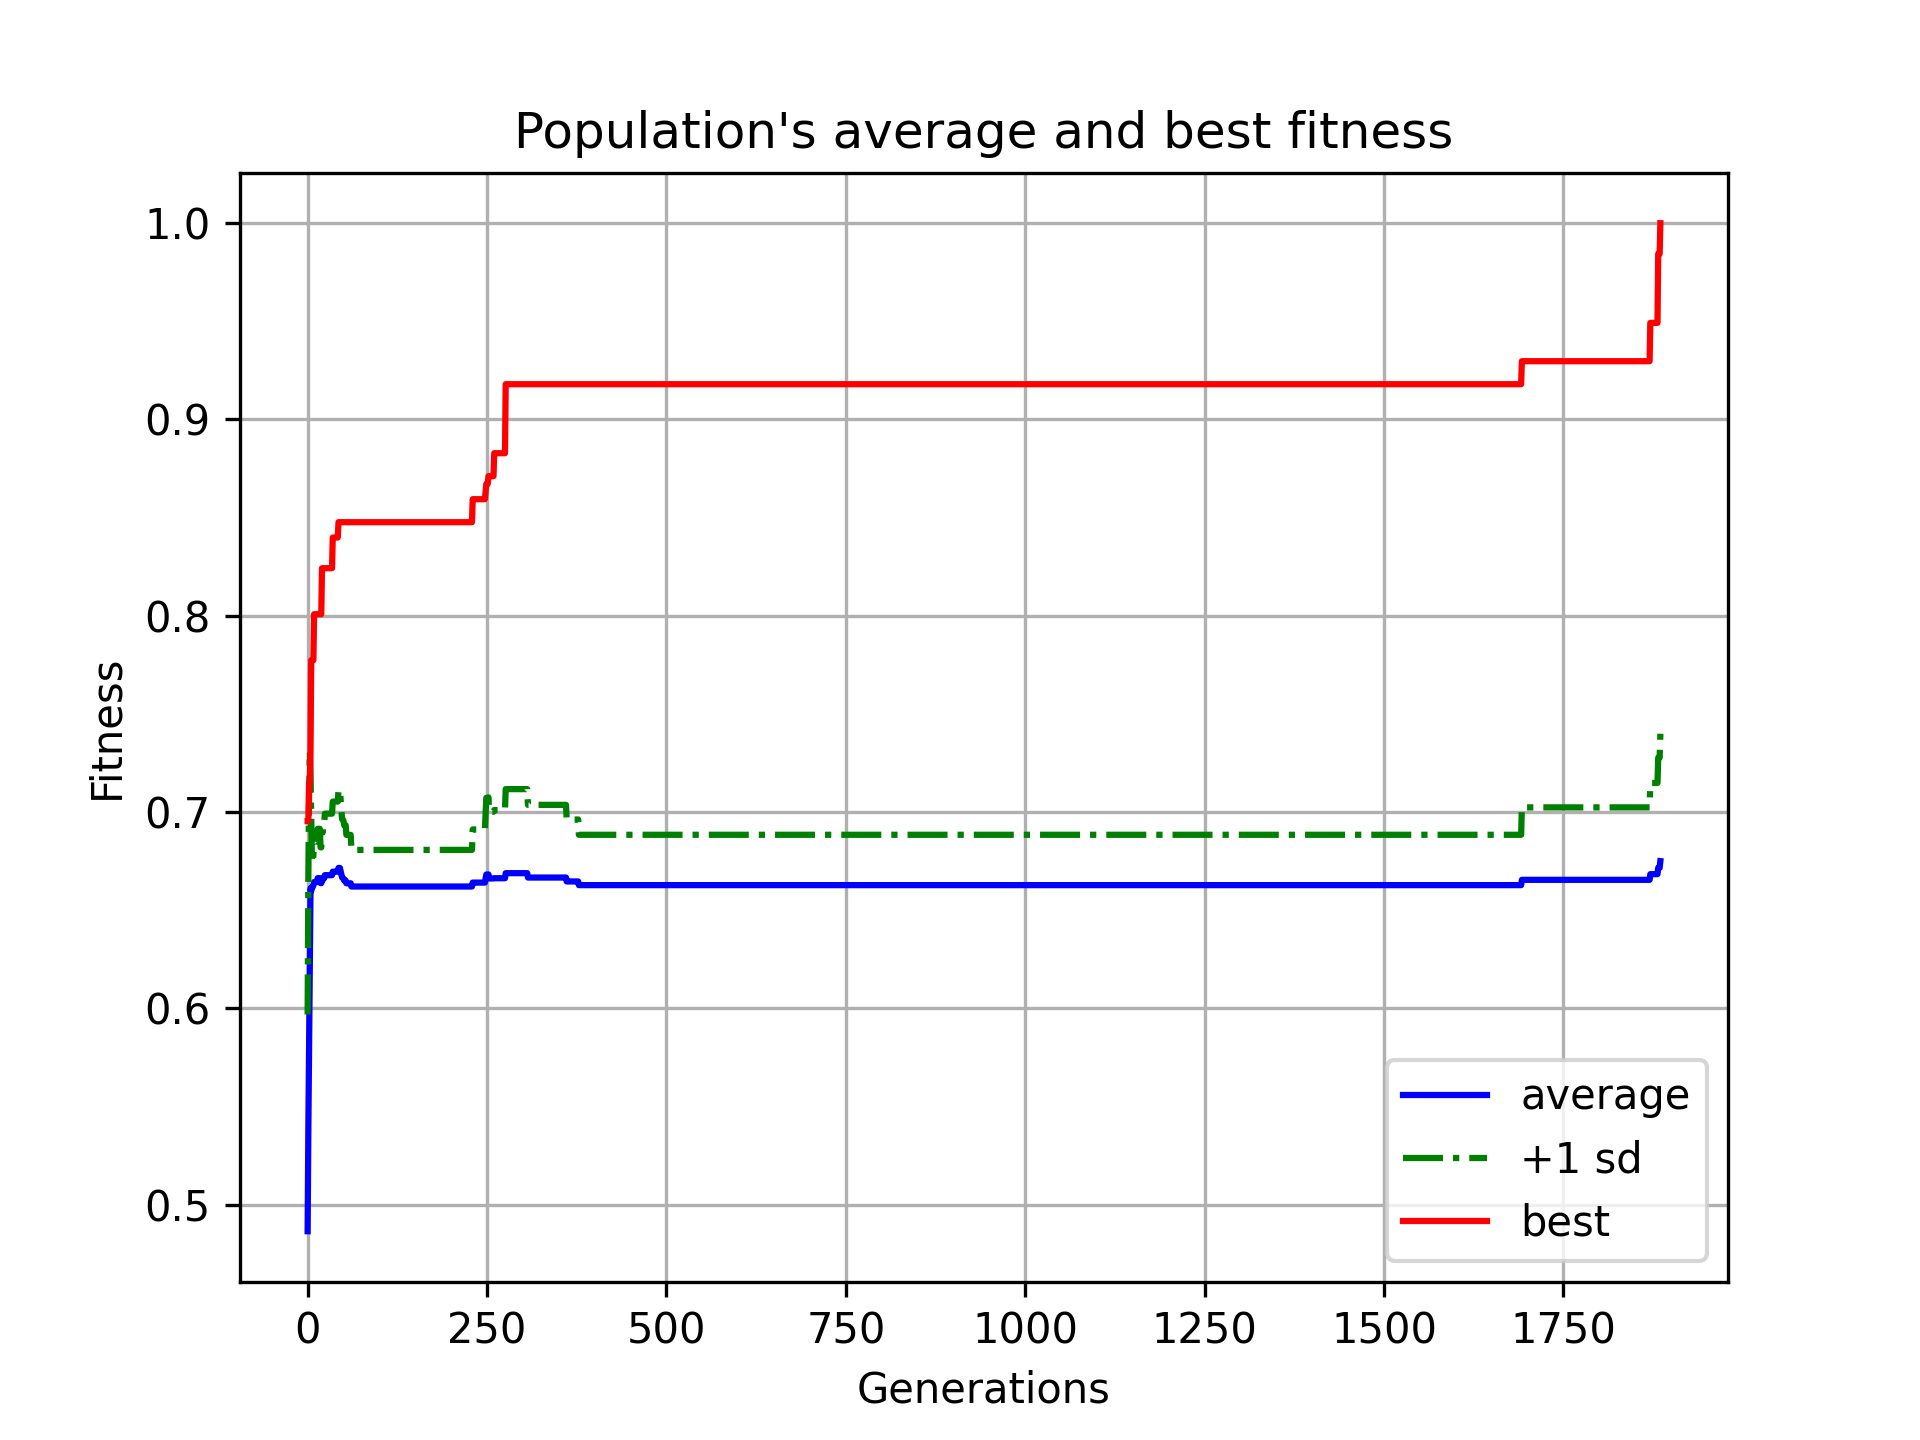 Population's average and best fitness
1.0
0.9
0.8
0.7
0.6
0.5
Fitness
0 250 500 750 1000 1250 1500 1750
Generations
average
+1 sd
best